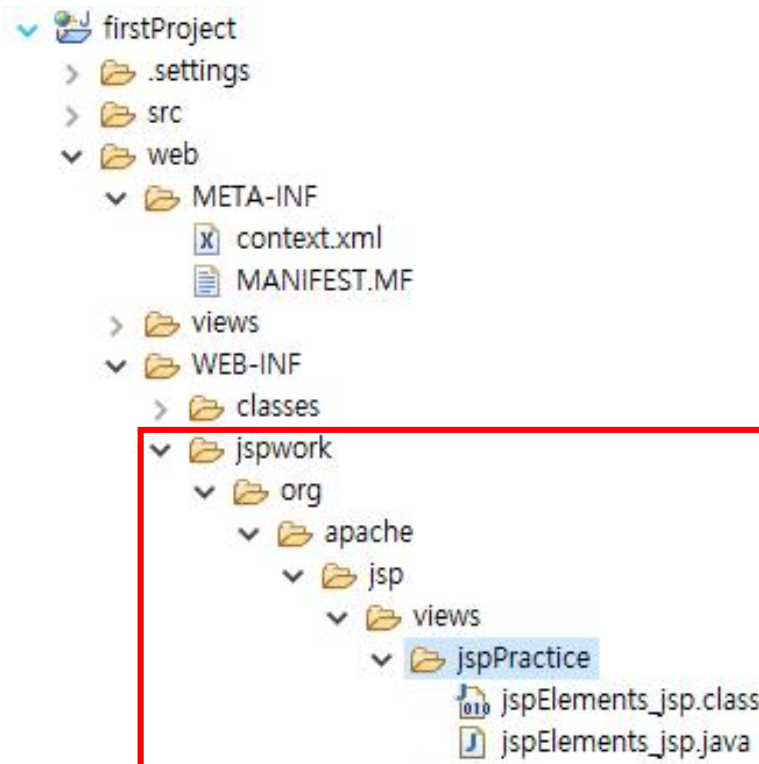 firstProject
.settings
src
web
META-INF
context.xml
MANIFEST.MF
views
WEB-INF
classes
jspwork
org
apache
jsp
views
jspPractice
jspElements_jsp.class
jspElements_jsp.java